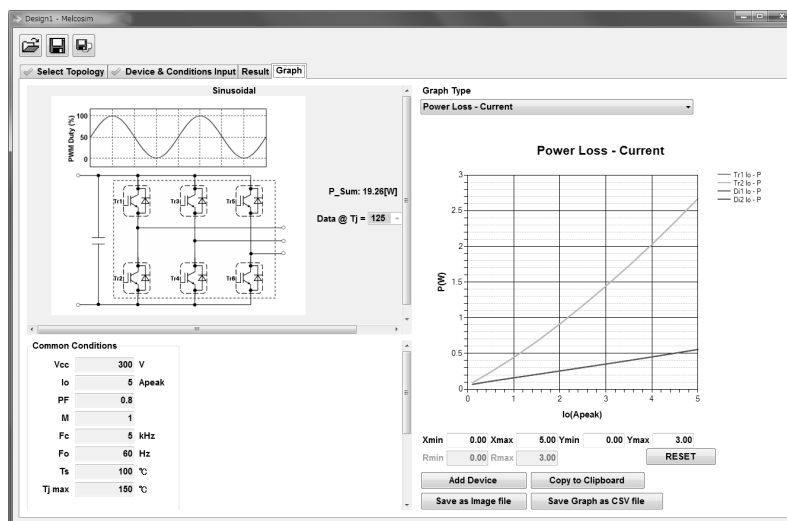 Design1 - Melcosim
Select Topology Device & Conditions Input Result Graph
Sinusoidal
PWM Duty (%)
100
50
0
Tr1 Tr3 Tr5
Tr2 Tr4 Tr6
P_Sum: 19.26[W]
Data @ Tj = 125
Common Conditions
Vcc 300 V
Io 5 Apeak
PF 0.8
M 1
Fc 5 kHz
Fo 60 Hz
Ts 100 ℃
Tj max 150 ℃
Graph Type
Power Loss - Current
Power Loss - Current
Tr1 Io - P
Tr2 Io - P
Di1 Io - P
Di2 Io - P
P(W)
3
2.5
2
1.5
1
0.5
0
0 1 2 3 4 5
Io(Apeak)
Xmin 0.00 Xmax 5.00 Ymin 0.00 Ymax 3.00
Rmin 0.00 Rmax 3.00 RESET
Add Device Copy to Clipboard
Save as Image file Save Graph as CSV file